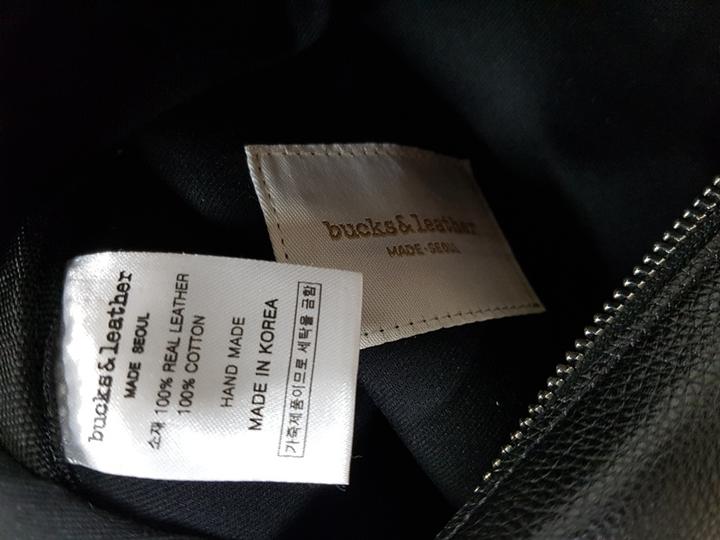 bucks&leather
MADE·SEOUL
bucks&leather
MADE SEOUL
소재 100% REAL LEATHER
100% COTTON
HAND MADE
MADE IN KOREA
가죽제품이므로 세탁을 금함